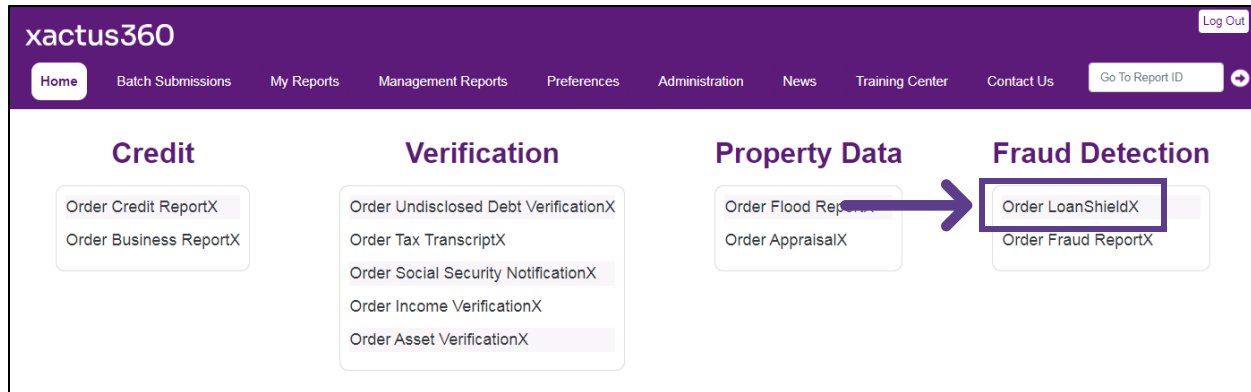 Log Out
xactus360
Home Batch Submissions My Reports Management Reports Preferences Administration News Training Center Contact Us Go To Report ID
Credit
Order Credit ReportX
Order Business ReportX
Verification
Order Undisclosed Debt VerificationX
Order Tax TranscriptX
Order Social Security NotificationX
Order Income VerificationX
Order Asset VerificationX
Property Data
Order Flood ReportX
Order AppraisalX
Fraud Detection
Order LoanShieldX
Order Fraud ReportX